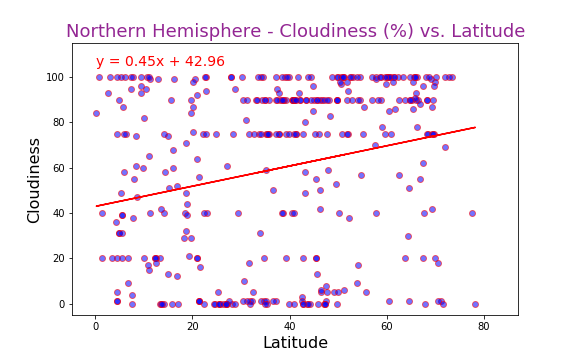 Northern Hemisphere - Cloudiness (%) vs. Latitude
y = 0.45x + 42.96
100
80
60
40
20
0
Cloudiness
0 20 40 60 80
Latitude